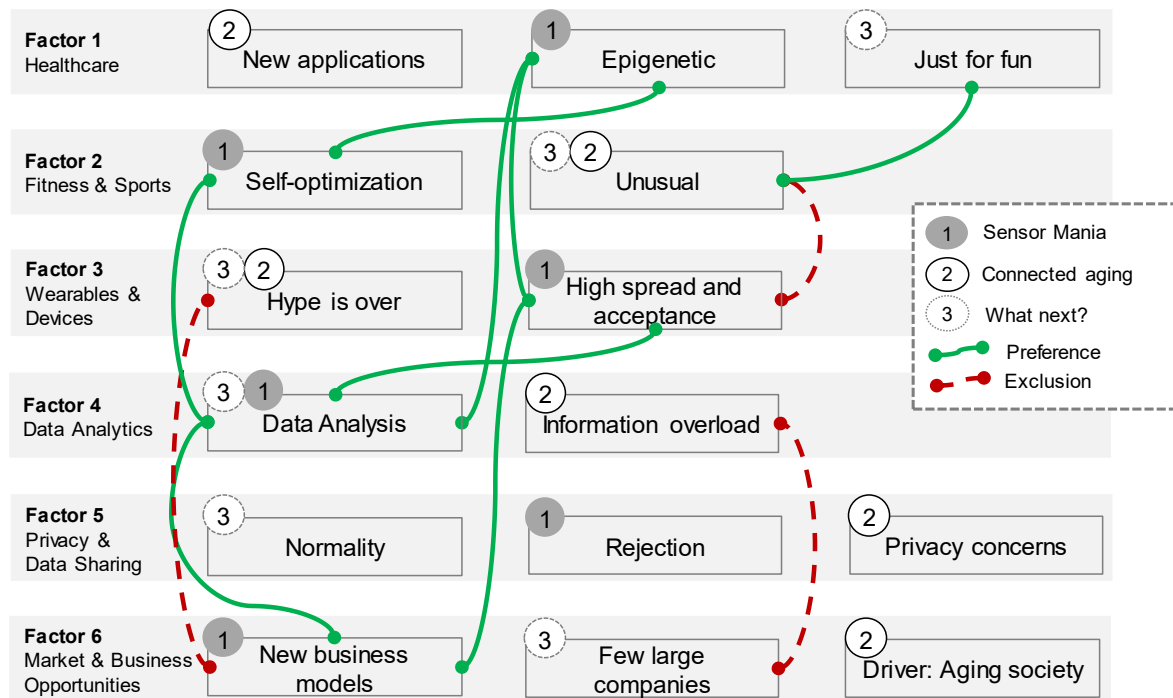 Factor 1
Healthcare
2
New applications
1
Epigenetic
3
Just for fun
Factor 2
Fitness & Sports
1
Self-optimization
3 2
Unusual
1 Sensor Mania
2 Connected aging
3 What next?
Preference
Exclusion
Factor 3
Wearables &
Devices
3 2
Hype is over
1
High spread and
acceptance
Factor 4
Data Analytics
3 1
Data Analysis
2
Information overload
Factor 5
Privacy &
Data Sharing
3
Normality
1
Rejection
2
Privacy concerns
Factor 6
Market & Business
Opportunities
1
New business
models
3
Few large
companies
2
Driver: Aging society